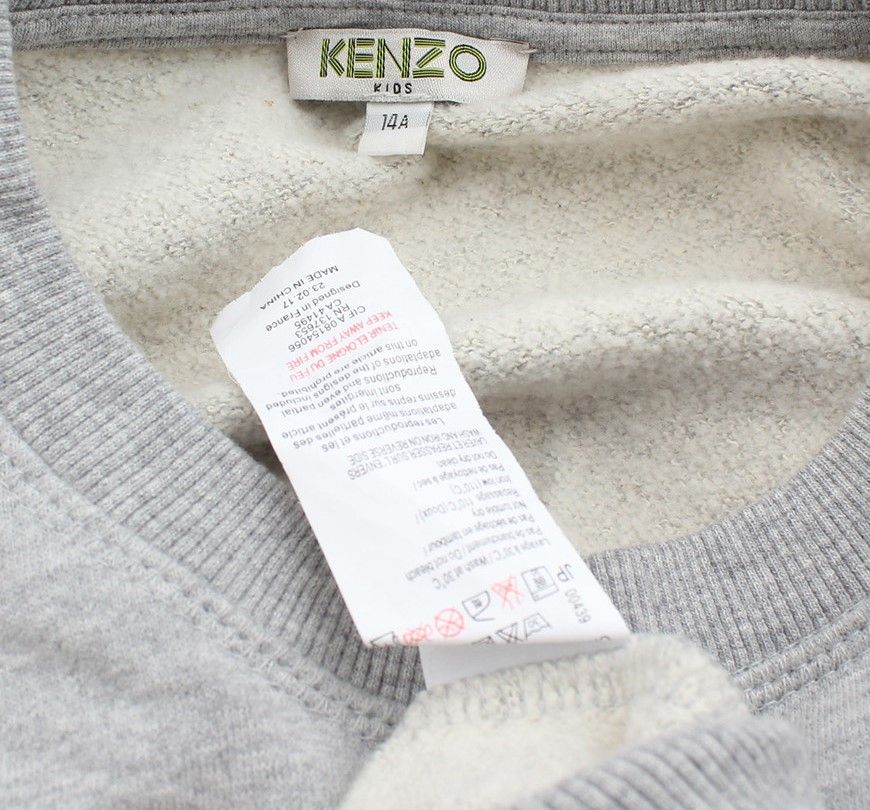 KENZO
KIDS
14A
JP 00439
Lavage à 30°C / Wash at 30°C
Pas de blanchiment / Do not bleach
Pas de séchage en tambour /
Not tumble dry
Repassage (110°C) (Doux) /
Iron low (110°C)
Pas de nettoyage à sec /
Do not dry clean
LAVER ET REPASSER SUR L'ENVERS
WASH AND IRON ON REVERSE SIDE
Les reproductions et les
adaptations même partielles des
dessins repris sur le présent article
sont interdites
Reproductions and even partial
adaptations of the designs included
on this article are prohibited.
TENIR ELOIGNE DU FEU
KEEP AWAY FROM FIRE
CIF A 08154056
RN 137653
CA 41495
Designed in France
23.02.17
MADE IN CHINA